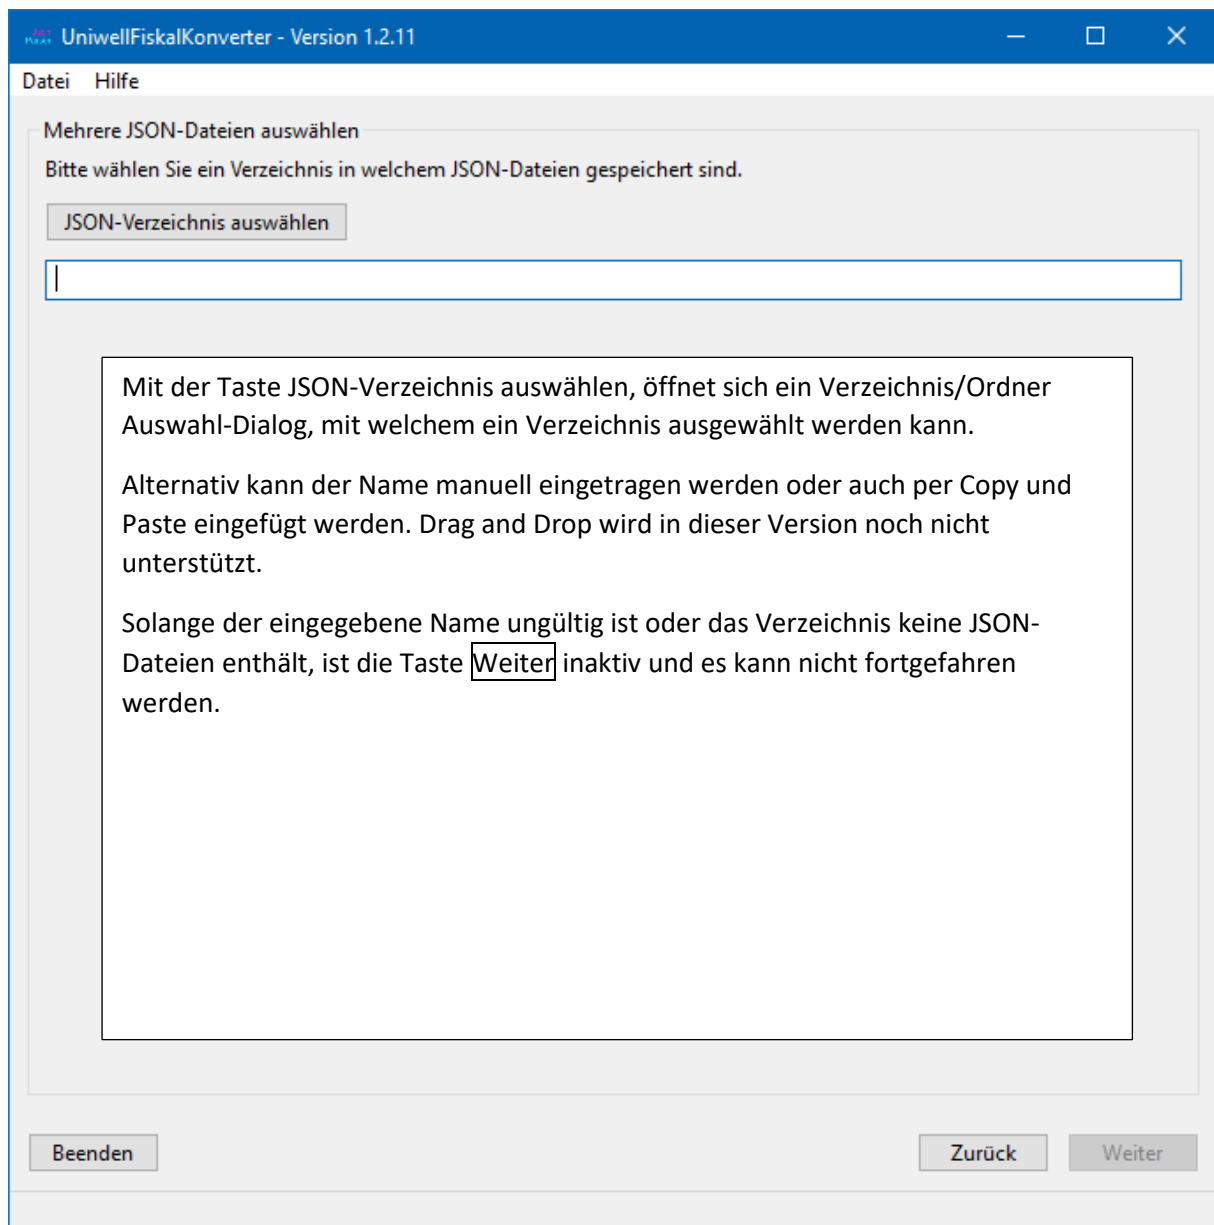 UniwellFiskalKonverter - Version 1.2.11
Datei Hilfe
Mehrere JSON-Dateien auswählen
Bitte wählen Sie ein Verzeichnis in welchem JSON-Dateien gespeichert sind.
JSON-Verzeichnis auswählen
Mit der Taste JSON-Verzeichnis auswählen, öffnet sich ein Verzeichnis/Ordner
Auswahl-Dialog, mit welchem ein Verzeichnis ausgewählt werden kann.
Alternativ kann der Name manuell eingetragen werden oder auch per Copy und
Paste eingefügt werden. Drag and Drop wird in dieser Version noch nicht
unterstützt.
Solange der eingegebene Name ungültig ist oder das Verzeichnis keine JSON-
Dateien enthält, ist die Taste Weiter inaktiv und es kann nicht fortgefahren
werden.
Beenden Zurück Weiter